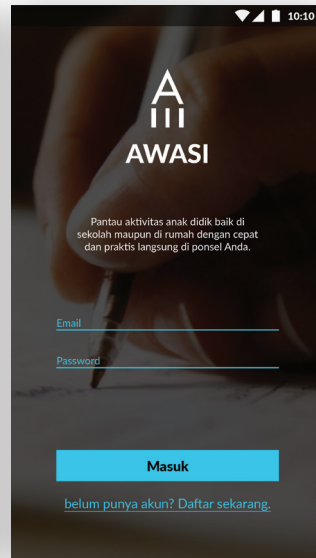 10:10
AWASI
Pantau aktivitas anak didik baik di
sekolah maupun di rumah dengan cepat
dan praktis langsung di ponsel Anda.
Email
Password
Masuk
belum punya akun? Daftar sekarang.